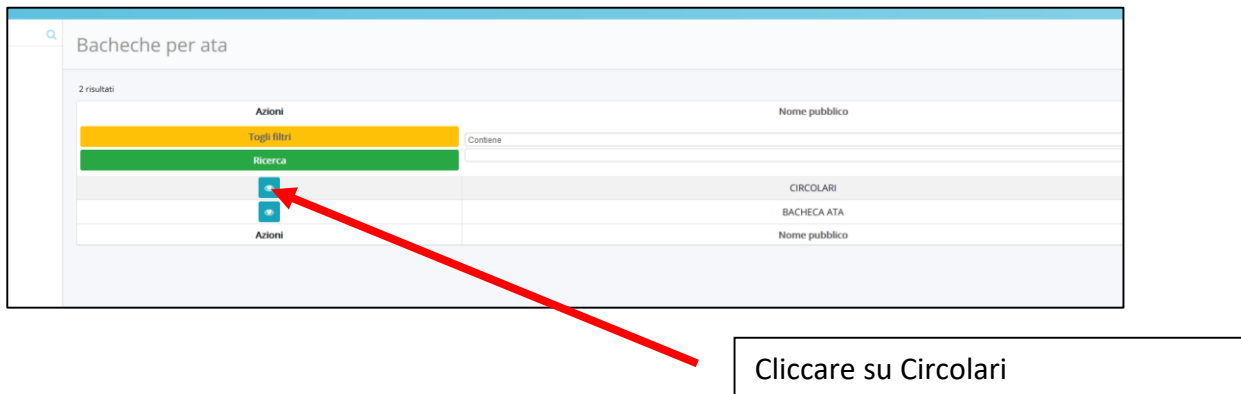 Bacheche per ata
2 risultati
Azioni Nome pubblico
Togli filtri Contiene
Ricerca
CIRCOLARI
BACHECA ATA
Azioni Nome pubblico
Cliccare su Circolari